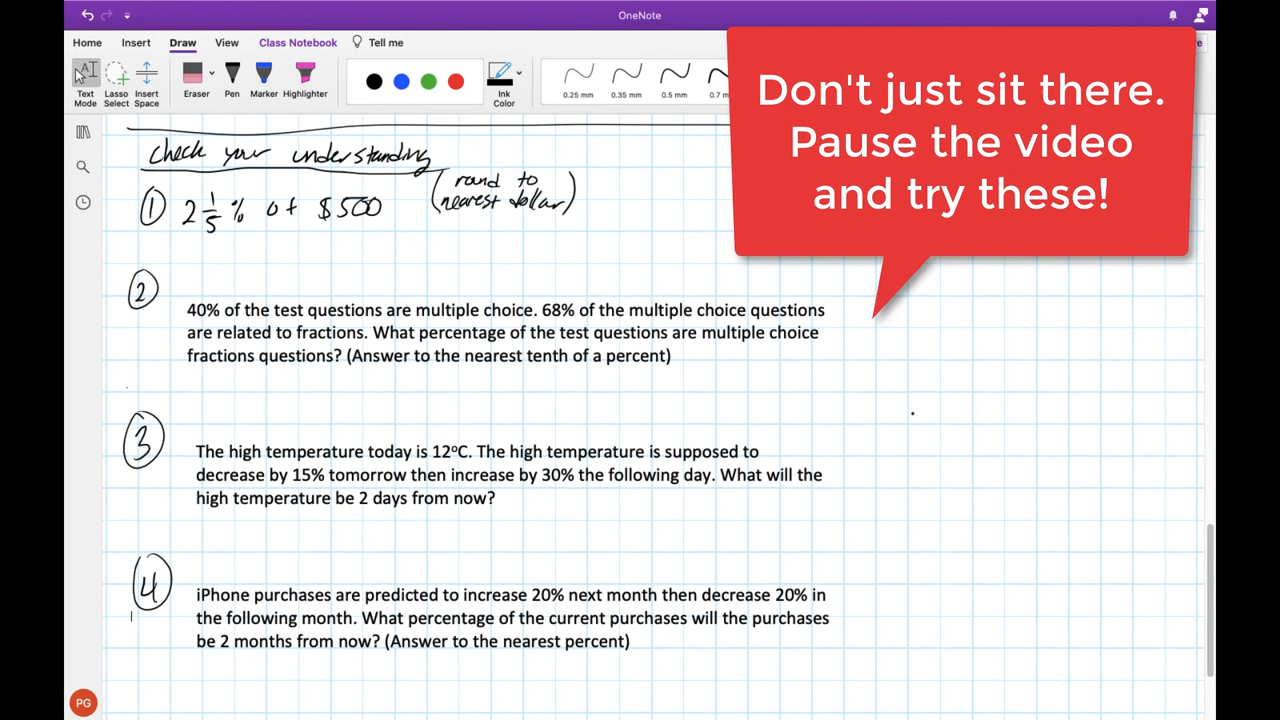 OneNote
Home Insert Draw View Class Notebook Tell me
Text Mode Lasso Select Insert Space Eraser Pen Marker Highlighter Ink Color 0.25 mm 0.35 mm 0.5 mm 0.7 m
Don't just sit there.
Pause the video
and try these!
Check your understanding
① 2 1/5 % of $500 (round to nearest dollar)
②
40% of the test questions are multiple choice. 68% of the multiple choice questions
are related to fractions. What percentage of the test questions are multiple choice
fractions questions? (Answer to the nearest tenth of a percent)
③
The high temperature today is 12°C. The high temperature is supposed to
decrease by 15% tomorrow then increase by 30% the following day. What will the
high temperature be 2 days from now?
④
iPhone purchases are predicted to increase 20% next month then decrease 20% in
the following month. What percentage of the current purchases will the purchases
be 2 months from now? (Answer to the nearest percent)
PG